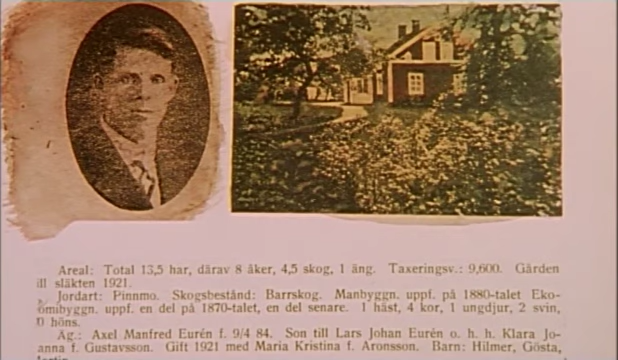 Areal: Total 13,5 har, därav 8 åker, 4,5 skog, 1 äng. Taxeringsv.: 9,600. Gården
ill släkten 1921.
Jordart: Pinnmo. Skogsbestånd: Barrskog. Manbyggn. uppf. på 1880-talet Eko-
ömibyggn. uppf. en del på 1870-talet, en del senare. 1 häst, 4 kor, 1 ungdjur, 2 svin,
0 höns.
Äg.: Axel Manfred Eurén f. 9/4 84. Son till Lars Johan Eurén o. h. h. Klara Jo-
anna f. Gustavsson. Gift 1921 med Maria Kristina f. Aronsson. Barn: Hilmer, Gösta,